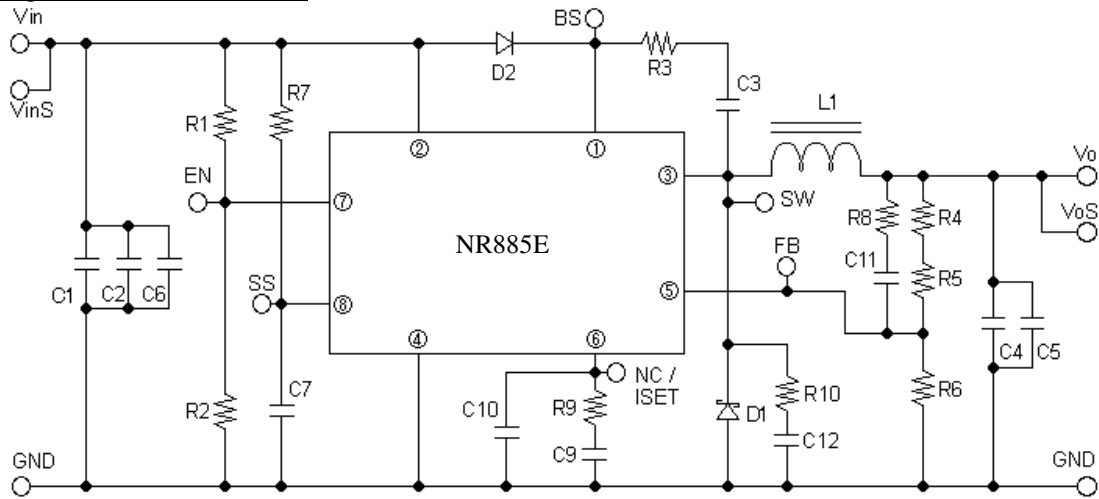 Vin
BS
VinS
D2
R3
C3
L1
R7
R1
②
①
③
Vo
EN
SW
VoS
⑦
R8
R4
NR885E
FB
C11
R5
C1
C2
C6
SS
⑧
⑤
④
⑥
C4
C5
C7
NC /
ISET
R10
R6
R2
C10
R9
D1
C12
C9
GND
GND